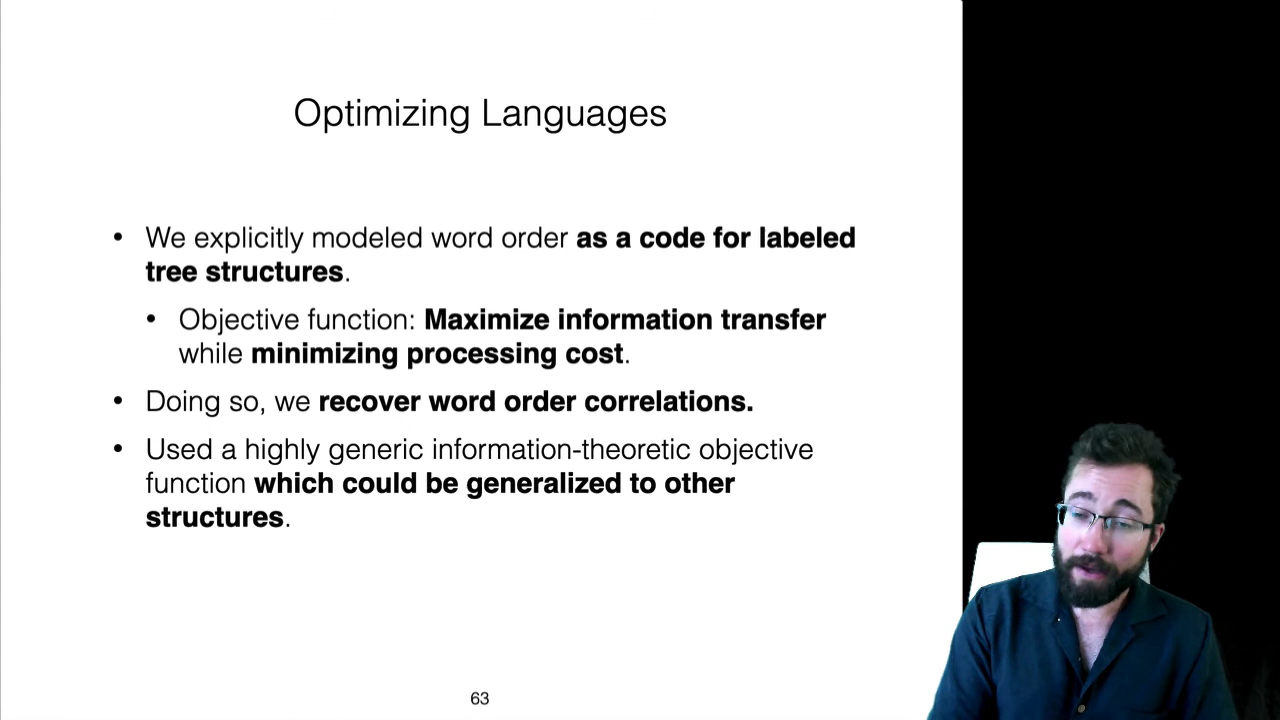 Optimizing Languages
• We explicitly modeled word order as a code for labeled
tree structures.
• Objective function: Maximize information transfer
while minimizing processing cost.
• Doing so, we recover word order correlations.
• Used a highly generic information-theoretic objective
function which could be generalized to other
structures.
63